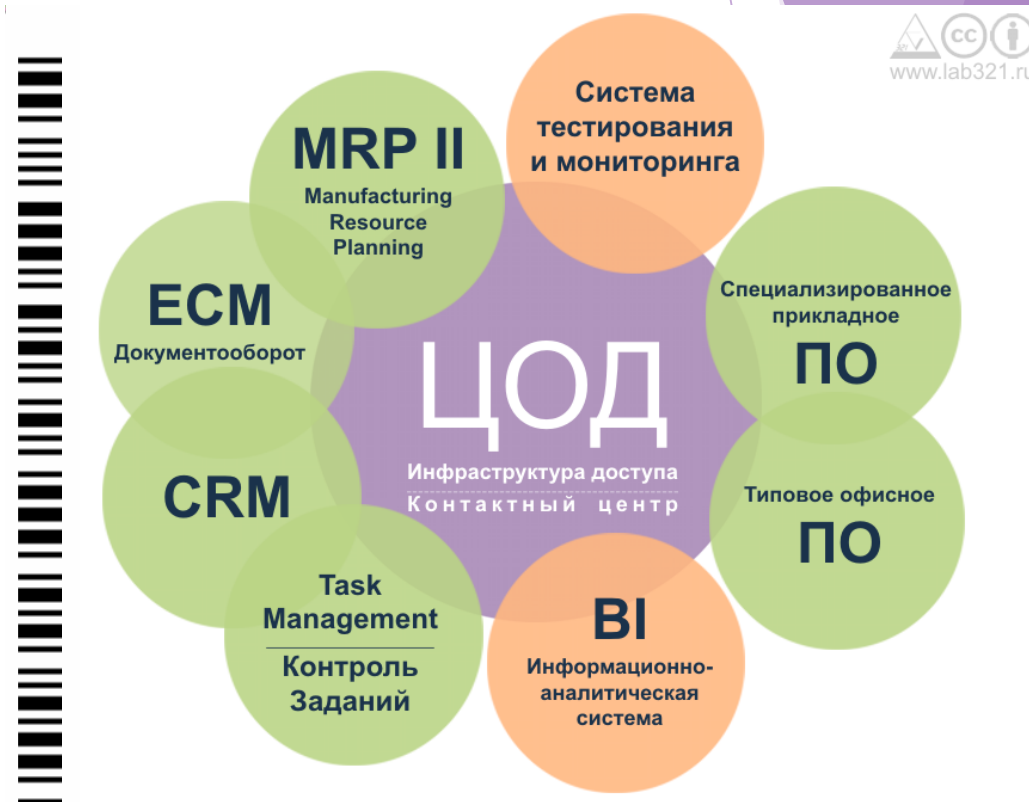 www.lab321.ru
Система
тестирования
и мониторинга
MRP II
Manufacturing
Resource
Planning
ECM
Документооборот
Специализированное
прикладное
ПО
ЦОД
Инфраструктура доступа
Контактный центр
CRM
Типовое офисное
ПО
Task
Management
Контроль
Заданий
BI
Информационно-
аналитическая
система